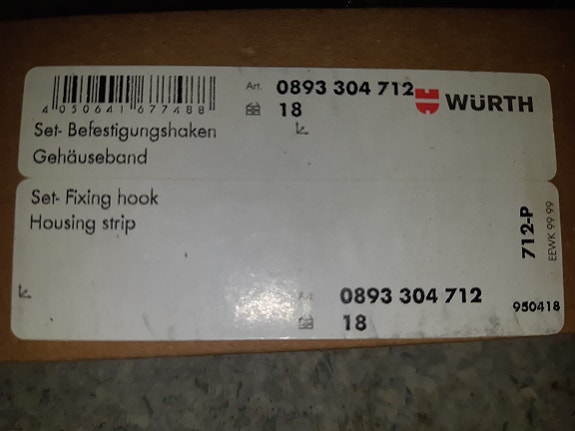 4 050641 677488
Art. 0893 304 712
WÜRTH
18
Set- Befestigungshaken
Gehäuseband
Set- Fixing hook
Housing strip
712-P
EEWK 99 99
Art. 0893 304 712
18
950418